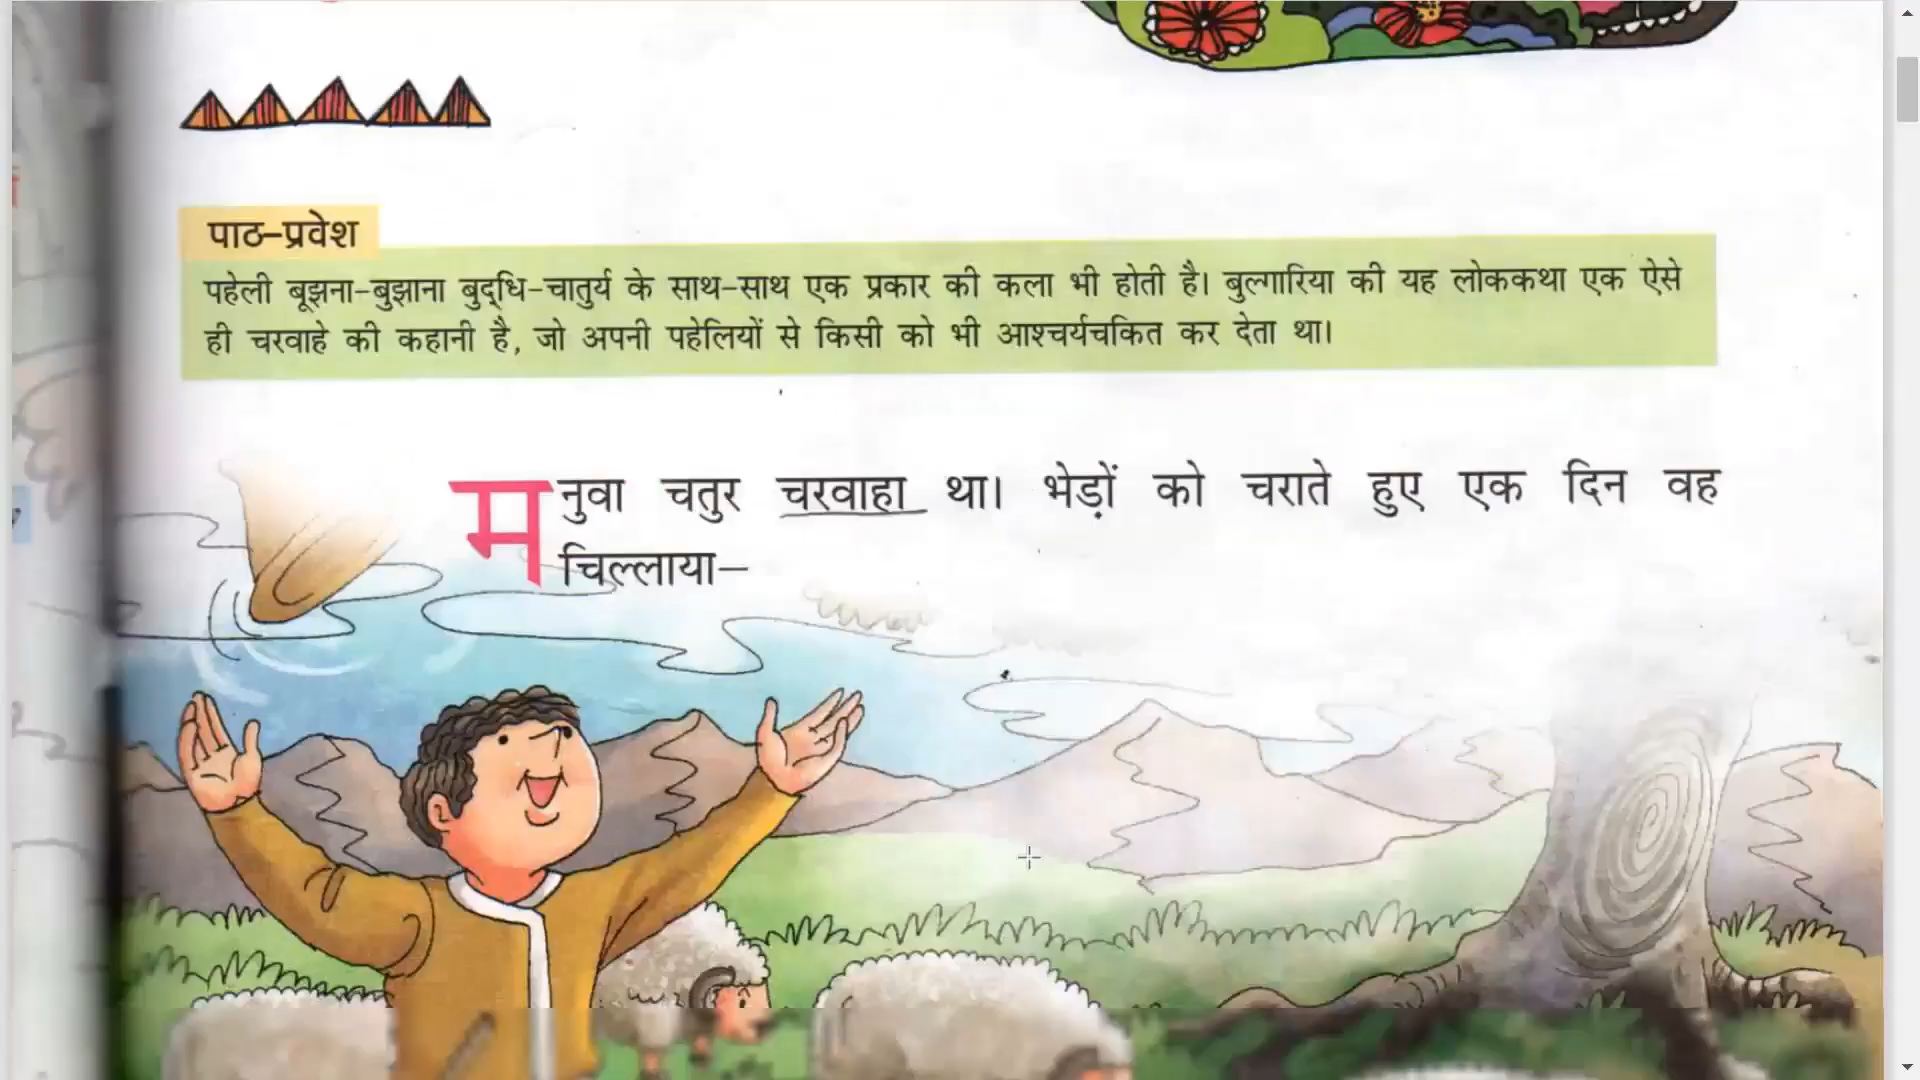 पाठ-प्रवेश
पहेली बूझना-बुझाना बुद्धि-चातुर्य के साथ-साथ एक प्रकार की कला भी होती है। बुल्गारिया की यह लोककथा एक ऐसे
ही चरवाहे की कहानी है, जो अपनी पहेलियों से किसी को भी आश्चर्यचकित कर देता था।
मनुवा चतुर चरवाहा था। भेड़ों को चराते हुए एक दिन वह
चिल्लाया–